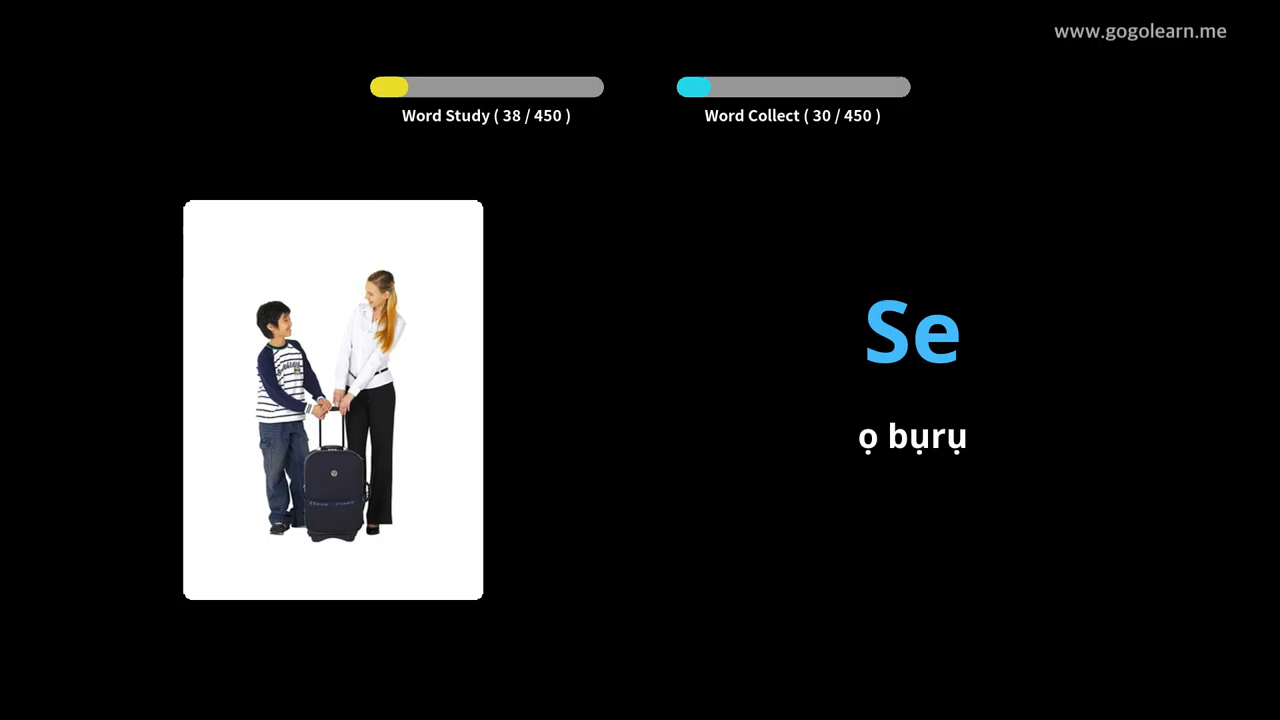 www.gogolearn.me
Word Study ( 38 / 450 )
Word Collect ( 30 / 450 )
Se
ọ bụrụ